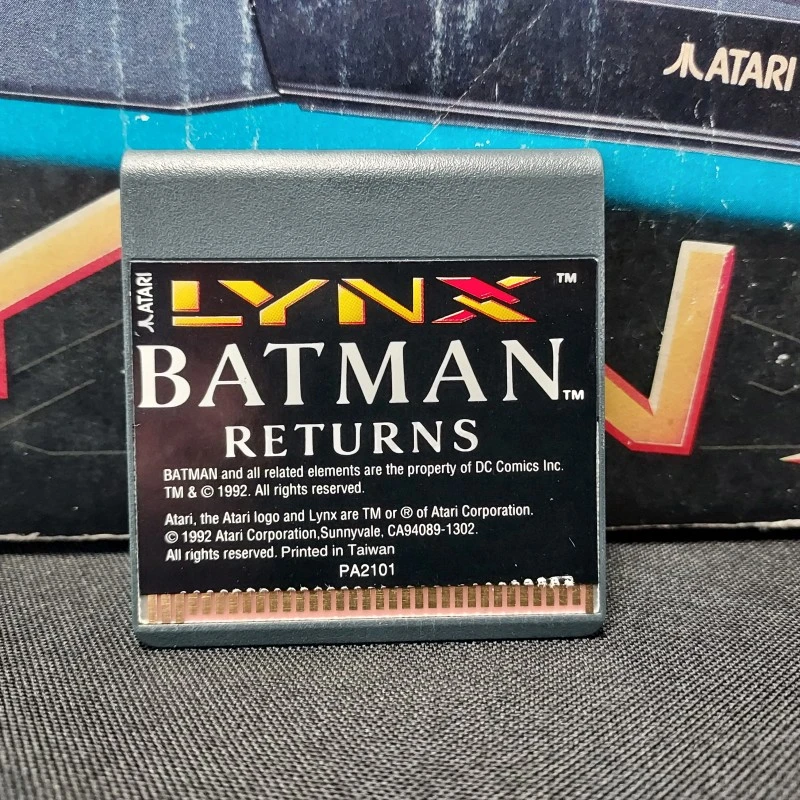 ATARI
ATARI
LYNX ™
BATMAN™
RETURNS
BATMAN and all related elements are the property of DC Comics Inc.
TM & © 1992. All rights reserved.
Atari, the Atari logo and Lynx are TM or ® of Atari Corporation.
© 1992 Atari Corporation,Sunnyvale, CA94089-1302.
All rights reserved. Printed in Taiwan
PA2101